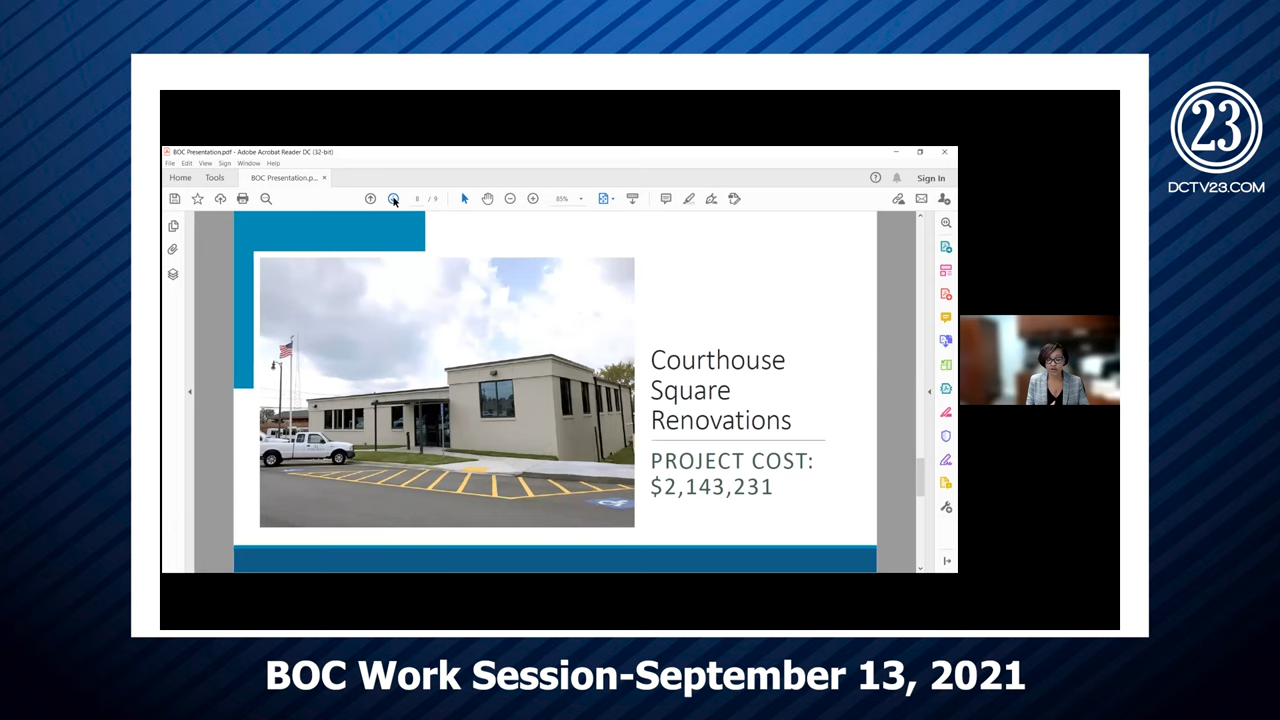 23
DCTV23.COM
BOC Presentation.pdf - Adobe Acrobat Reader DC (32-bit)
File Edit View Sign Window Help
Home Tools BOC Presentation.p... × Sign In
8 / 9 85%
Courthouse
Square
Renovations
PROJECT COST:
$2,143,231
BOC Work Session-September 13, 2021